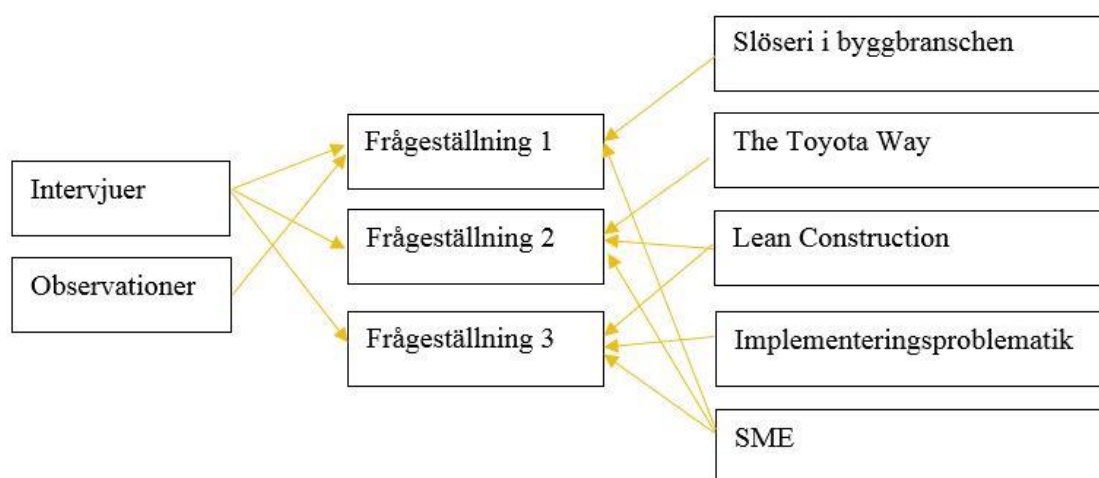 Intervjuer
Observationer
Frågeställning 1
Frågeställning 2
Frågeställning 3
Slöseri i byggbranschen
The Toyota Way
Lean Construction
Implementeringsproblematik
SME